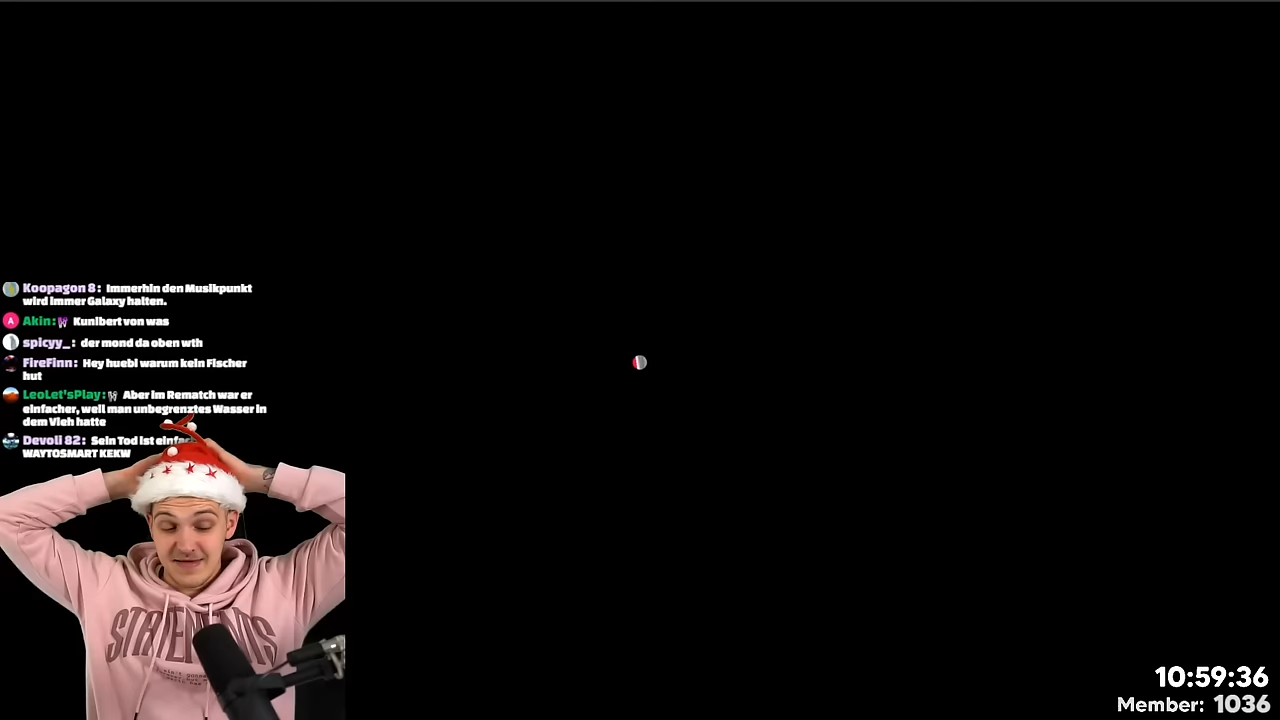 Koopagon 8: Immerhin den Musikpunkt
wird immer Galaxy halten.
A
Akin: Kunibert von was
spicyy_: der mond da oben wth
FireFinn: Hey huebi warum kein Fischer
hut
LeoLet'sPlay: Aber im Rematch war er
einfacher, weil man unbegrenztes Wasser in
dem Vieh hatte
Devoli 82: Sein Tod ist einfach
WAYTOSMART KEKW
10:59:36
Member: 1036